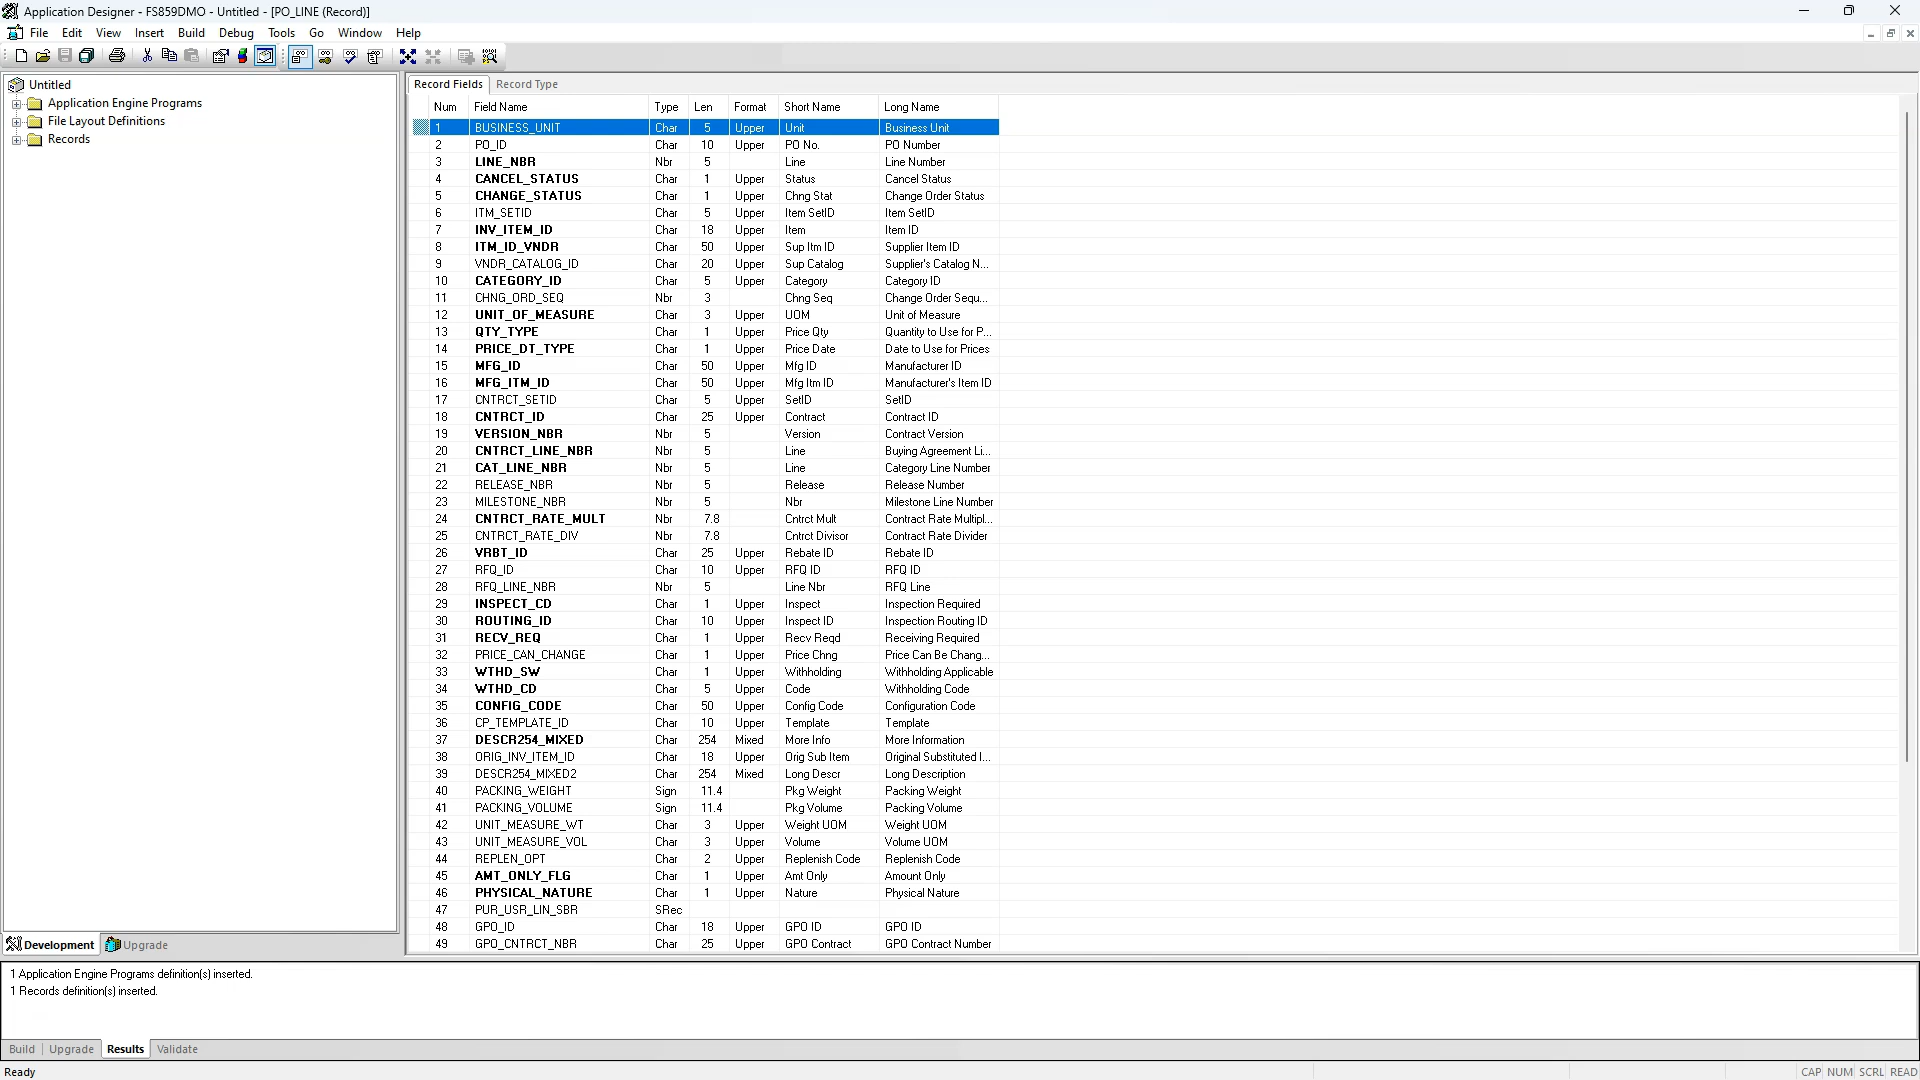 Application Designer - FS859DMO - Untitled - [PO_LINE (Record)]
File Edit View Insert Build Debug Tools Go Window Help
Untitled
Application Engine Programs
File Layout Definitions
Records
Development Upgrade
Record Fields Record Type
Num Field Name Type Len Format Short Name Long Name
1 BUSINESS_UNIT Char 5 Upper Unit Business Unit
2 PO_ID Char 10 Upper PO No. PO Number
3 LINE_NBR Nbr 5 Line Line Number
4 CANCEL_STATUS Char 1 Upper Status Cancel Status
5 CHANGE_STATUS Char 1 Upper Chng Stat Change Order Status
6 ITM_SETID Char 5 Upper Item SetID Item SetID
7 INV_ITEM_ID Char 18 Upper Item Item ID
8 ITM_ID_VNDR Char 50 Upper Sup Itm ID Supplier Item ID
9 VNDR_CATALOG_ID Char 20 Upper Sup Catalog Supplier's Catalog N...
10 CATEGORY_ID Char 5 Upper Category Category ID
11 CHNG_ORD_SEQ Nbr 3 Chng Seq Change Order Sequ...
12 UNIT_OF_MEASURE Char 3 Upper UOM Unit of Measure
13 QTY_TYPE Char 1 Upper Price Qty Quantity to Use for P...
14 PRICE_DT_TYPE Char 1 Upper Price Date Date to Use for Prices
15 MFG_ID Char 50 Upper Mfg ID Manufacturer ID
16 MFG_ITM_ID Char 50 Upper Mfg Itm ID Manufacturer's Item ID
17 CNTRCT_SETID Char 5 Upper SetID SetID
18 CNTRCT_ID Char 25 Upper Contract Contract ID
19 VERSION_NBR Nbr 5 Version Contract Version
20 CNTRCT_LINE_NBR Nbr 5 Line Buying Agreement Li...
21 CAT_LINE_NBR Nbr 5 Line Category Line Number
22 RELEASE_NBR Nbr 5 Release Release Number
23 MILESTONE_NBR Nbr 5 Nbr Milestone Line Number
24 CNTRCT_RATE_MULT Nbr 7.8 Cntrct Mult Contract Rate Multipl...
25 CNTRCT_RATE_DIV Nbr 7.8 Cntrct Divisor Contract Rate Divider
26 VRBT_ID Char 25 Upper Rebate ID Rebate ID
27 RFQ_ID Char 10 Upper RFQ ID RFQ ID
28 RFQ_LINE_NBR Nbr 5 Line Nbr RFQ Line
29 INSPECT_CD Char 1 Upper Inspect Inspection Required
30 ROUTING_ID Char 10 Upper Inspect ID Inspection Routing ID
31 RECV_REQ Char 1 Upper Recv Reqd Receiving Required
32 PRICE_CAN_CHANGE Char 1 Upper Price Chng Price Can Be Chang...
33 WTHD_SW Char 1 Upper Withholding Withholding Applicable
34 WTHD_CD Char 5 Upper Code Withholding Code
35 CONFIG_CODE Char 50 Upper Config Code Configuration Code
36 CP_TEMPLATE_ID Char 10 Upper Template Template
37 DESCR254_MIXED Char 254 Mixed More Info More Information
38 ORIG_INV_ITEM_ID Char 18 Upper Orig Sub Item Original Substituted I...
39 DESCR254_MIXED2 Char 254 Mixed Long Descr Long Description
40 PACKING_WEIGHT Sign 11.4 Pkg Weight Packing Weight
41 PACKING_VOLUME Sign 11.4 Pkg Volume Packing Volume
42 UNIT_MEASURE_WT Char 3 Upper Weight UOM Weight UOM
43 UNIT_MEASURE_VOL Char 3 Upper Volume Volume UOM
44 REPLEN_OPT Char 2 Upper Replenish Code Replenish Code
45 AMT_ONLY_FLG Char 1 Upper Amt Only Amount Only
46 PHYSICAL_NATURE Char 1 Upper Nature Physical Nature
47 PUR_USR_LIN_SBR SRec
48 GPO_ID Char 18 Upper GPO ID GPO ID
49 GPO_CNTRCT_NBR Char 25 Upper GPO Contract GPO Contract Number
1 Application Engine Programs definition(s) inserted.
1 Records definition(s) inserted.
Build Upgrade Results Validate
Ready CAP NUM SCRL READ